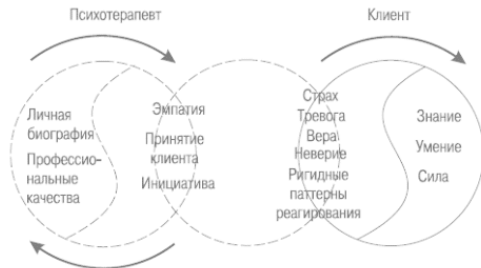 Психотерапевт
Клиент
Личная
биография
Профессио-
нальные
качества
Эмпатия
Принятие
клиента
Инициатива
Страх
Тревога
Вера
Неверие
Ригидные
паттерны
реагирования
Знание
Умение
Сила